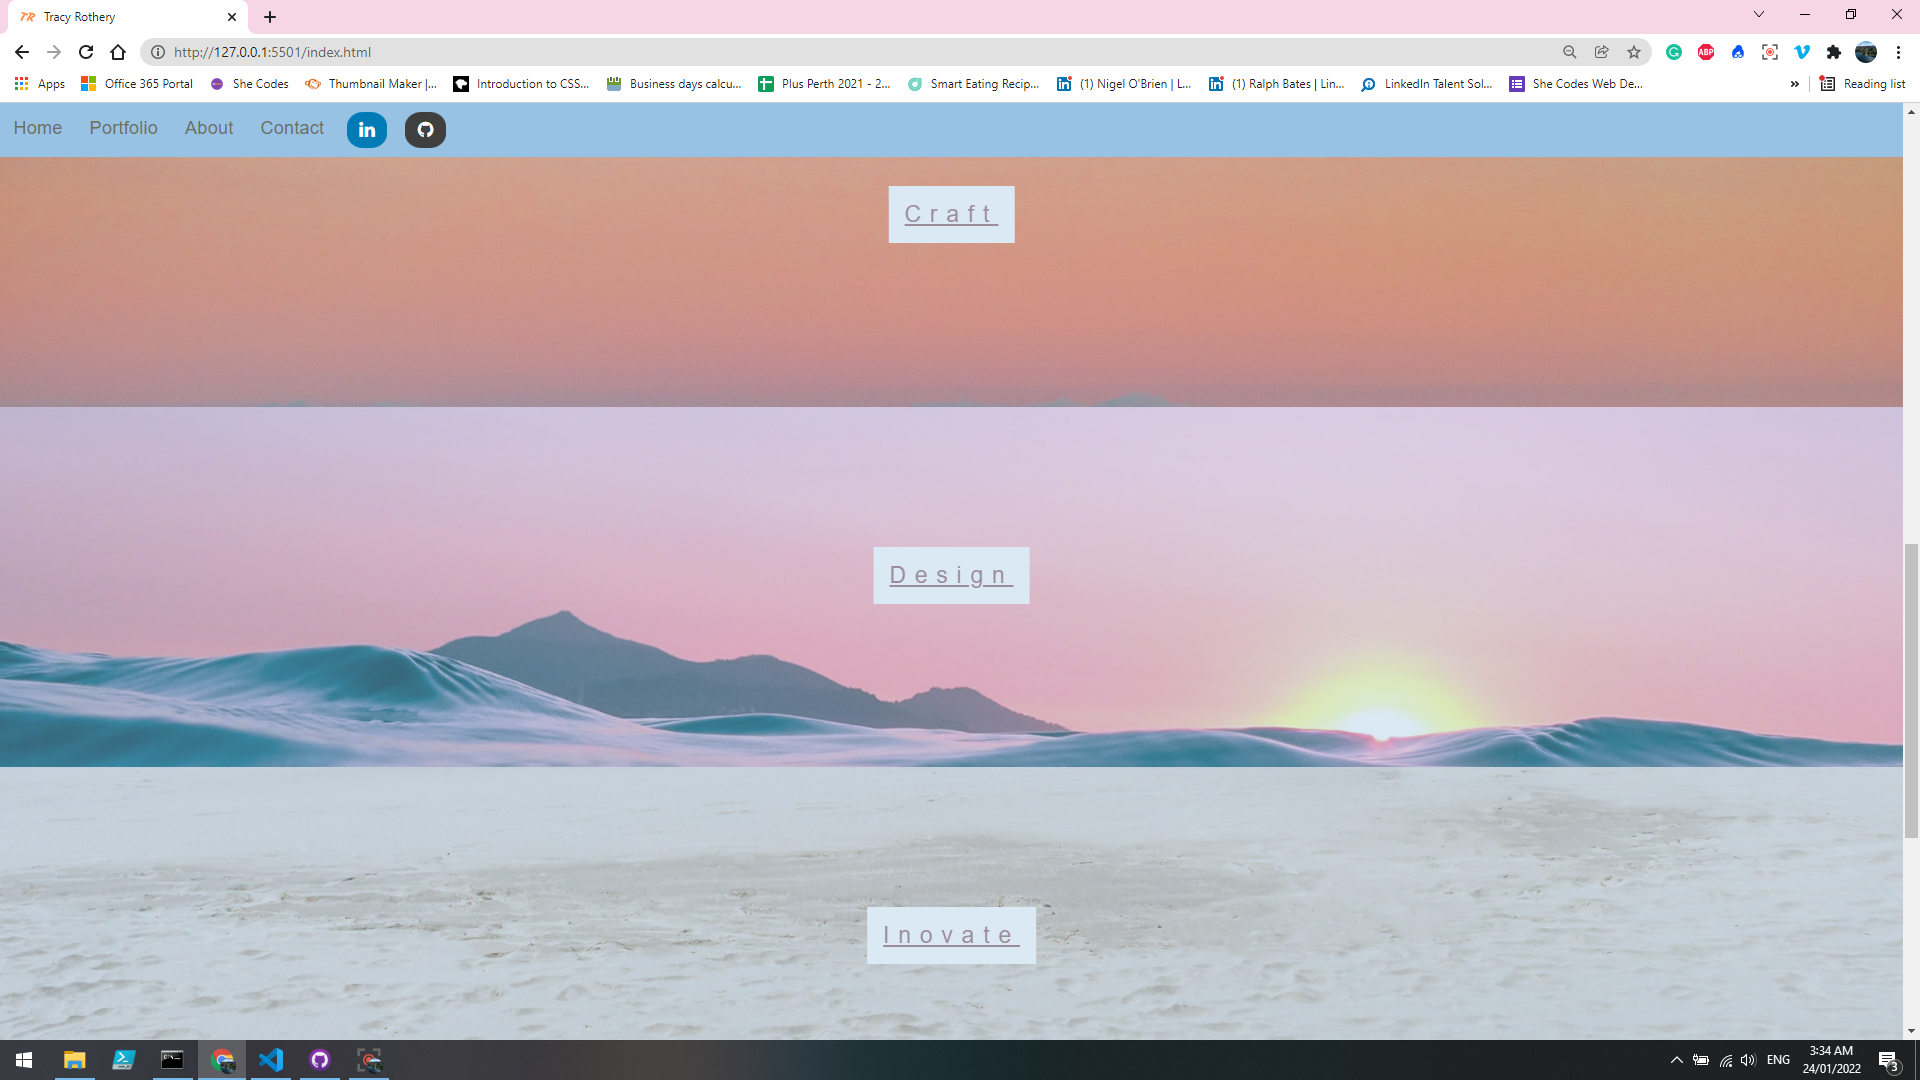 TR Tracy Rothery
http://127.0.0.1:5501/index.html
ABP
Apps Office 365 Portal She Codes Thumbnail Maker |... Introduction to CSS... Business days calcu... Plus Perth 2021 - 2... Smart Eating Recip... (1) Nigel O'Brien | L... (1) Ralph Bates | Lin... LinkedIn Talent Sol... She Codes Web De... » Reading list
Home Portfolio About Contact in
Craft
Design
Inovate
ENG
3:34 AM
24/01/2022
3